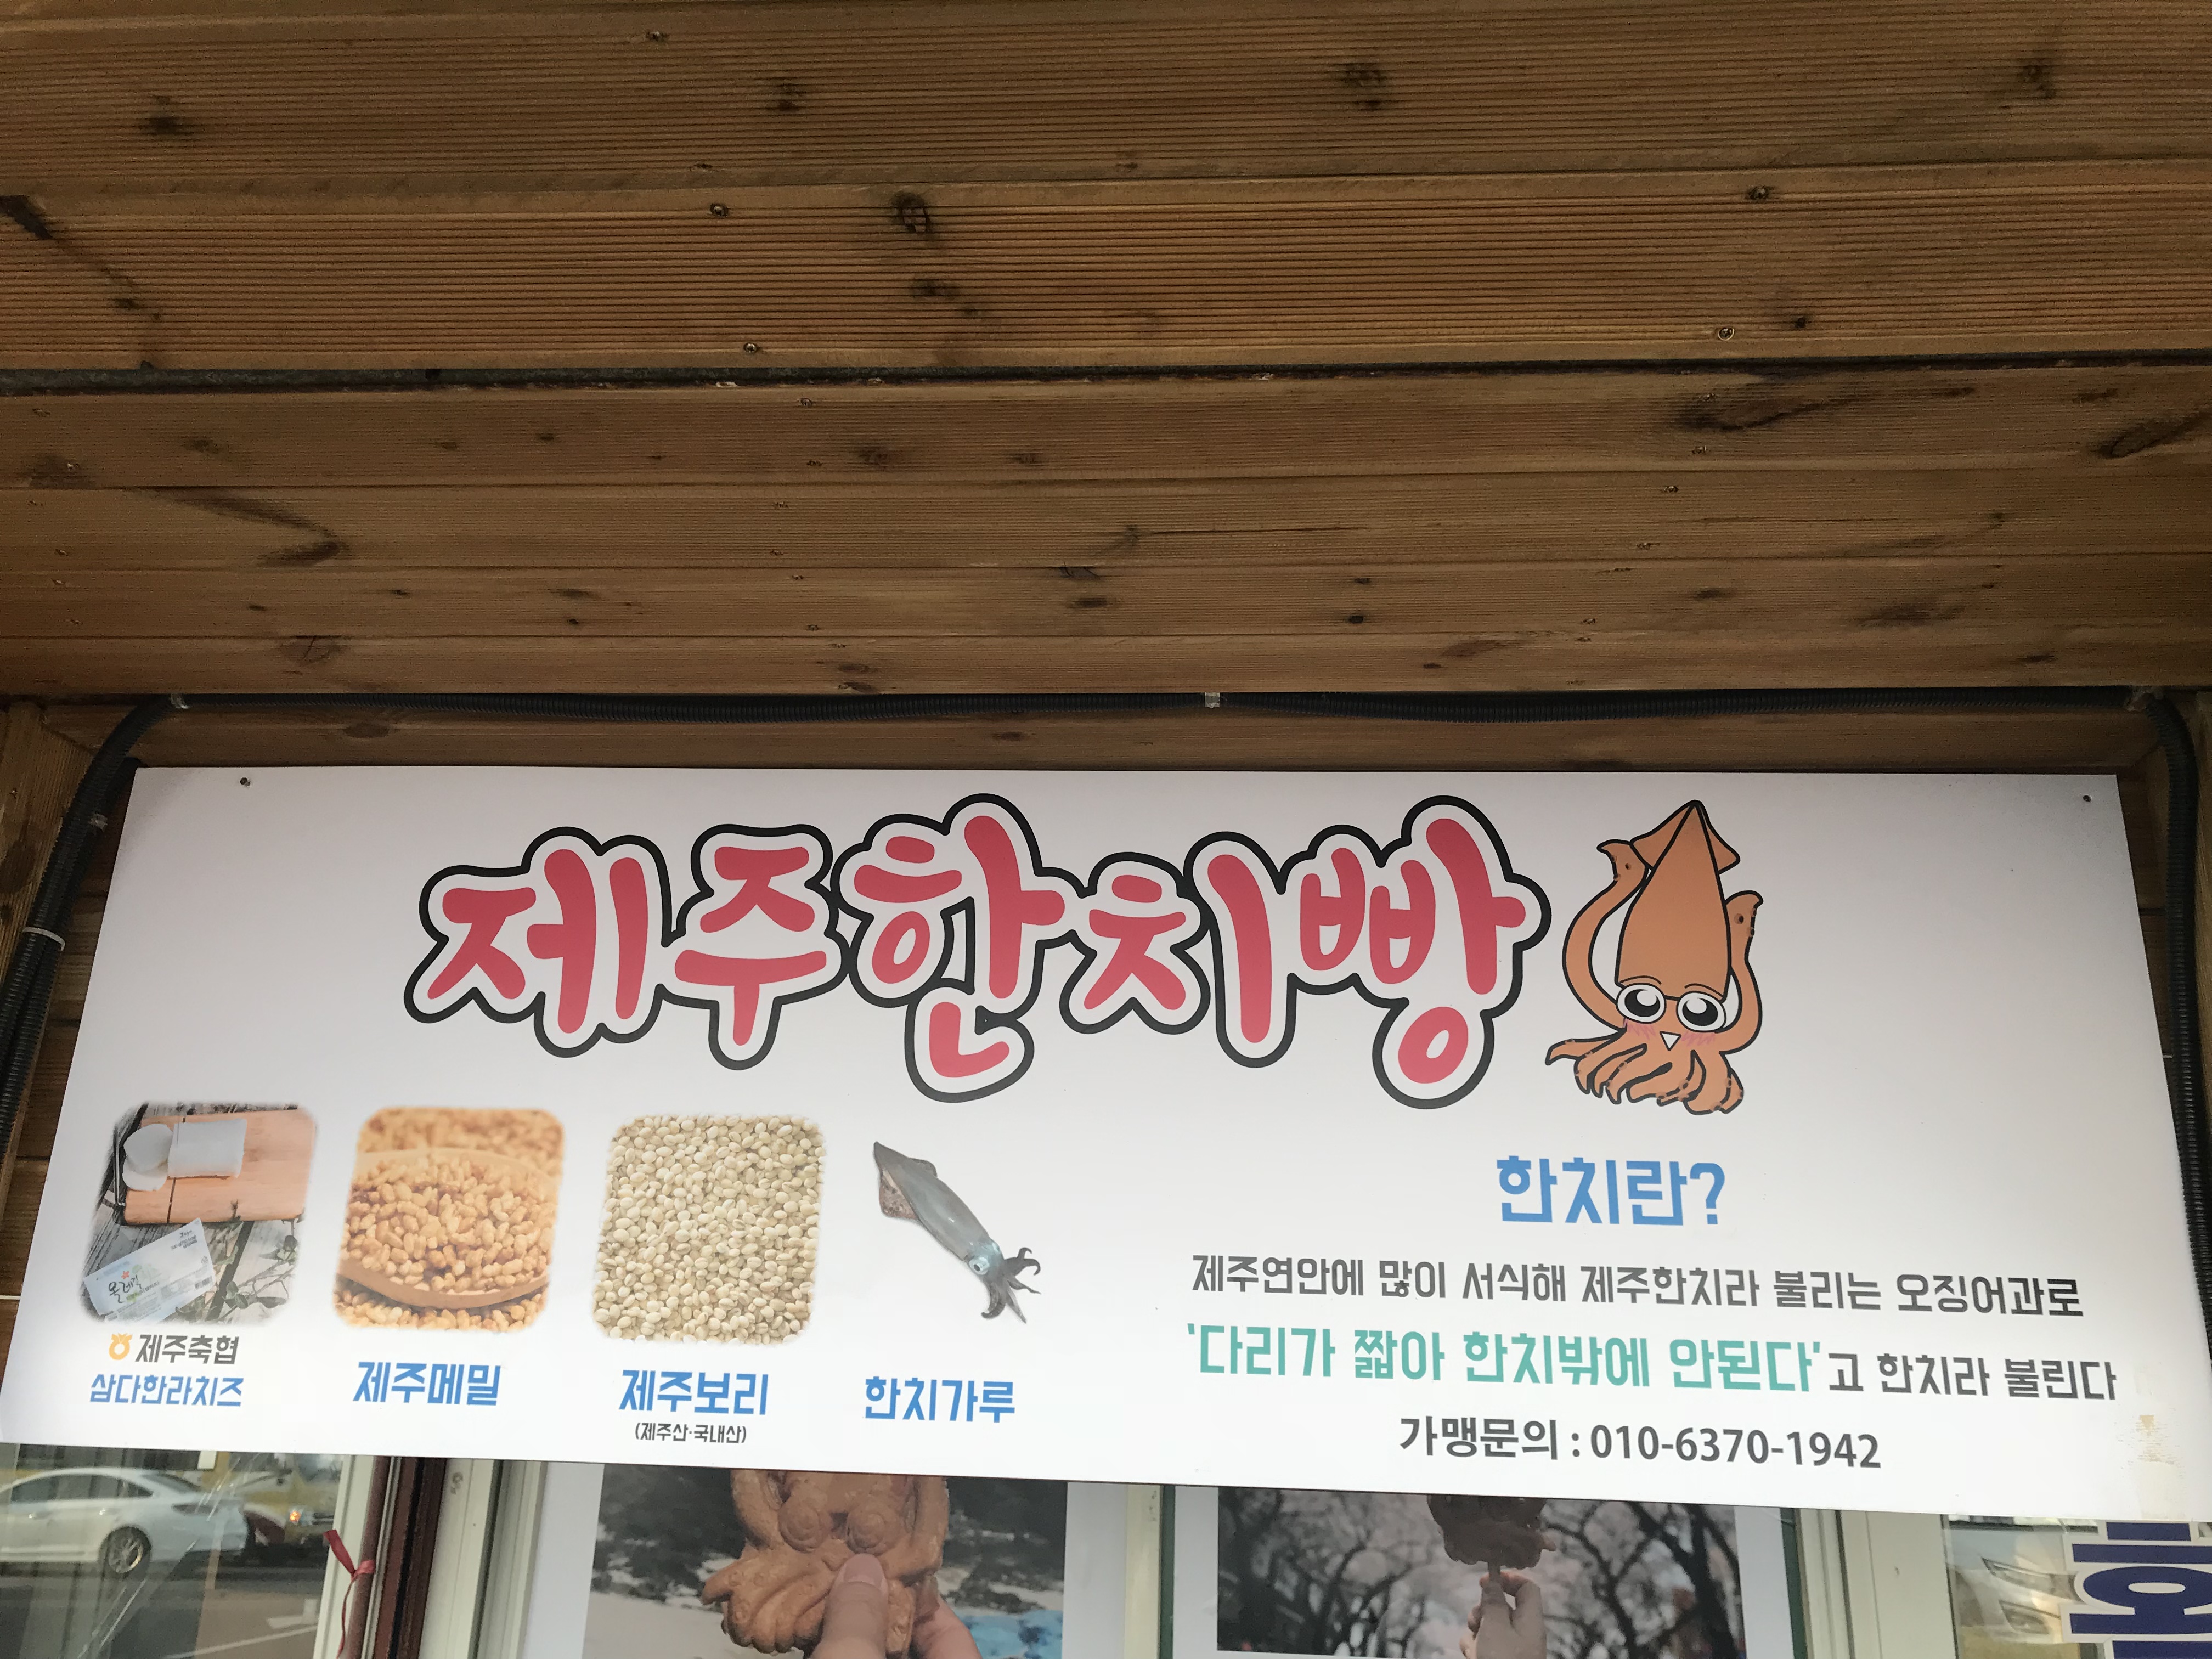 제주한치빵
올레길
제주축협
삼다한라치즈
제주메밀
제주보리
(제주산·국내산)
한치가루
한치란?
제주연안에 많이 서식해 제주한치라 불리는 오징어과로
'다리가 짧아 한치밖에 안된다'고 한치라 불린다
가맹문의 : 010-6370-1942